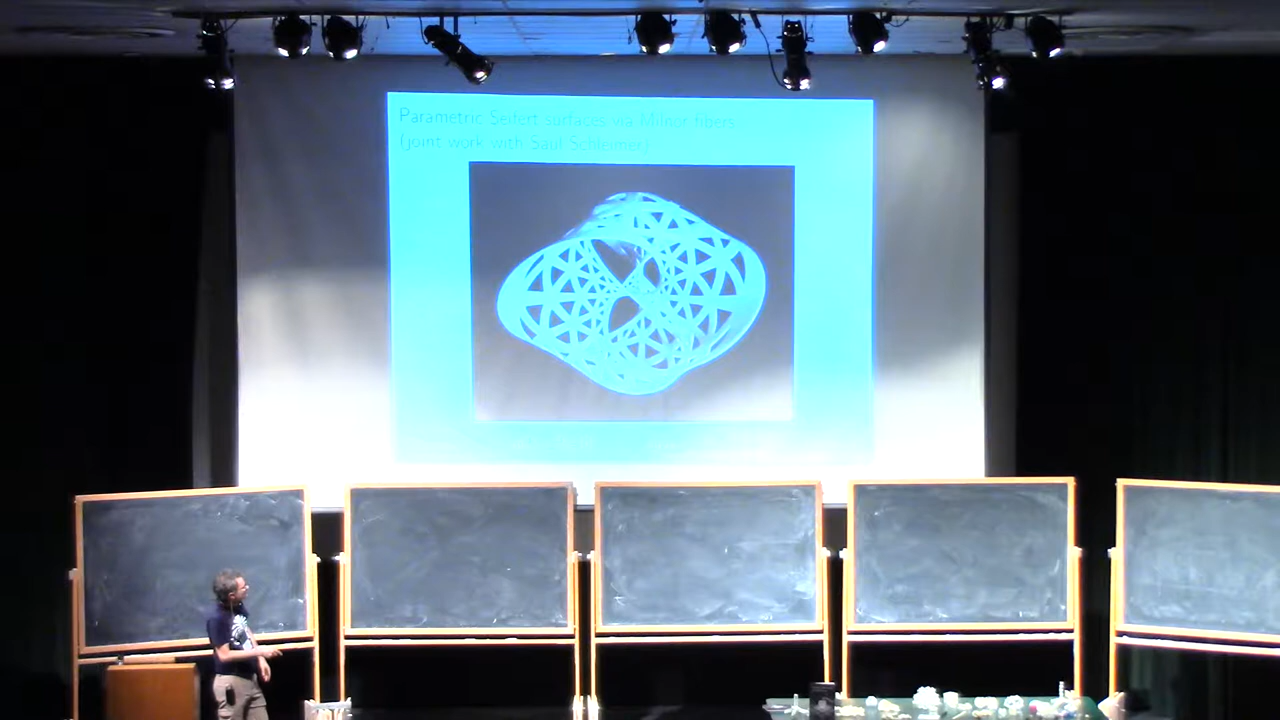 Parametric Seifert surfaces via Milnor fibers
(joint work with Saul Schleimer)